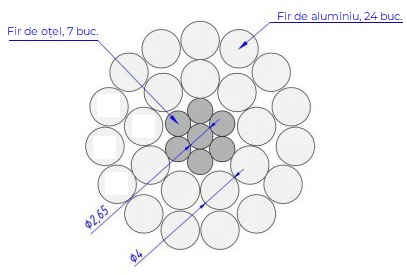 Fir de aluminiu, 24 buc.
Fir de oțel, 7 buc.
Φ2,65
Φ4